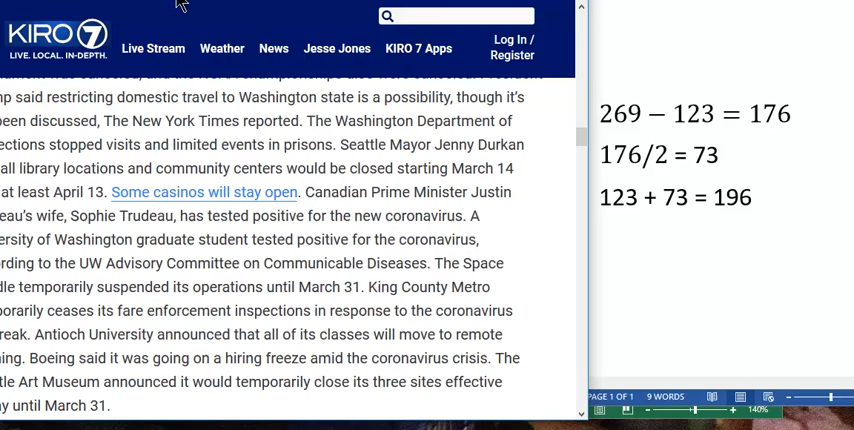 KIRO 7
LIVE. LOCAL. IN-DEPTH.
Live Stream Weather News Jesse Jones KIRO 7 Apps
Log In /
Register
said restricting domestic travel to Washington state is a possibility, though it's
been discussed, The New York Times reported. The Washington Department of
stopped visits and limited events in prisons. Seattle Mayor Jenny Durkan
all library locations and community centers would be closed starting March 14
at least April 13. Some casinos will stay open. Canadian Prime Minister Justin
eau's wife, Sophie Trudeau, has tested positive for the new coronavirus. A
ersity of Washington graduate student tested positive for the coronavirus,
rding to the UW Advisory Committee on Communicable Diseases. The Space
dle temporarily suspended its operations until March 31. King County Metro
porarily ceases its fare enforcement inspections in response to the coronavirus
reak. Antioch University announced that all of its classes will move to remote
ning. Boeing said it was going on a hiring freeze amid the coronavirus crisis. The
tle Art Museum announced it would temporarily close its three sites effective
y until March 31.
269 − 123 = 176
176/2 = 73
123 + 73 = 196
PAGE 1 OF 1 9 WORDS
140%